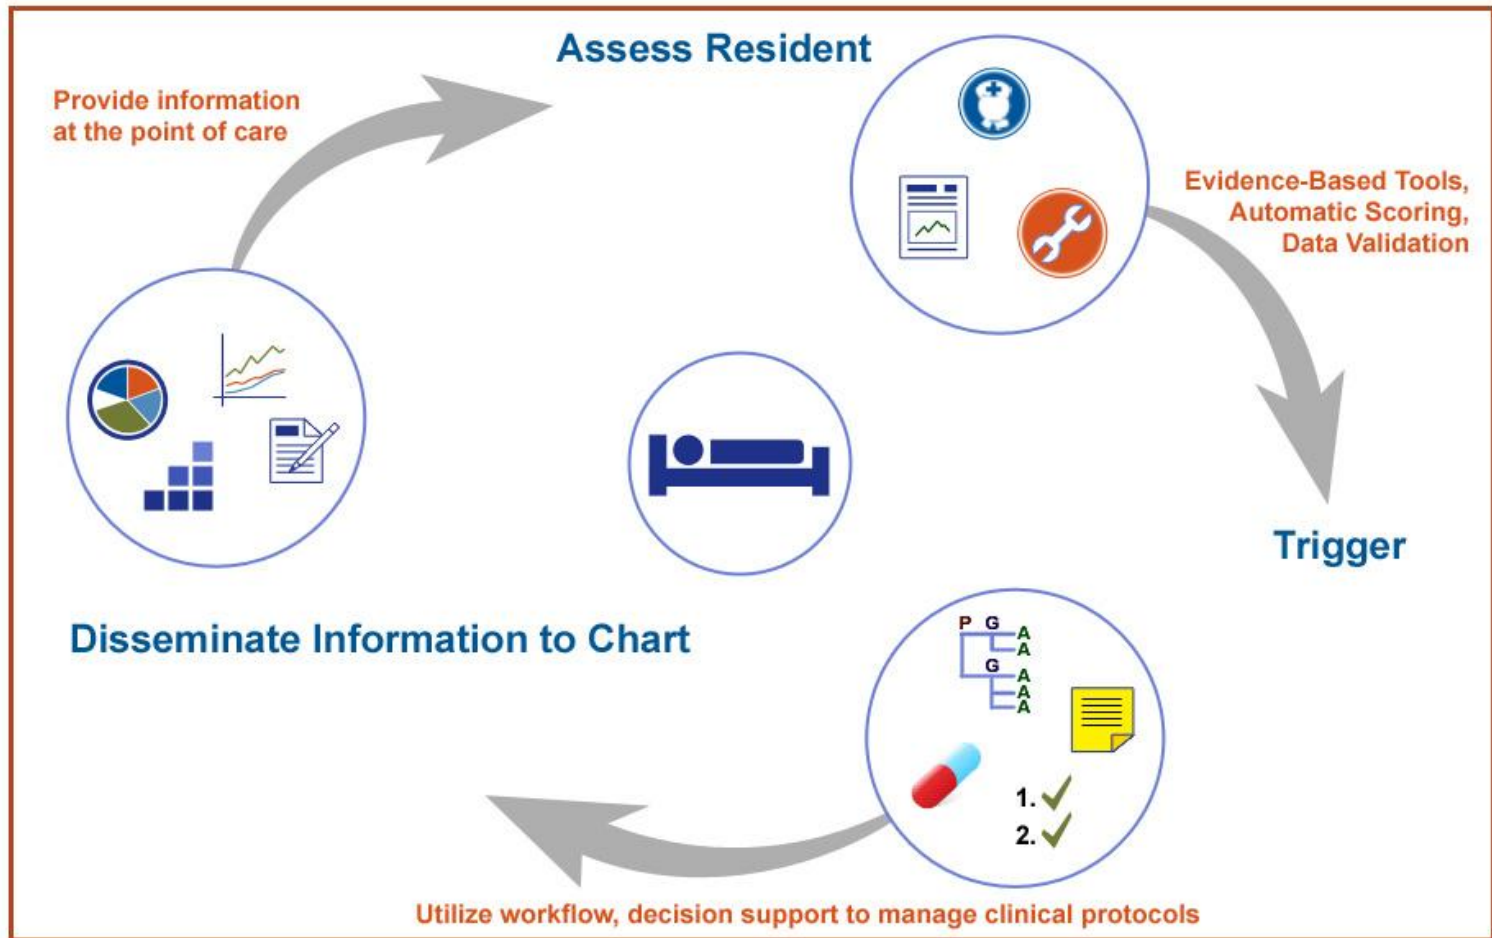 Assess Resident
Provide information
at the point of care
Evidence-Based Tools,
Automatic Scoring,
Data Validation
Trigger
Disseminate Information to Chart
P G
A
A
G
A
A
A
1.
2.
Utilize workflow, decision support to manage clinical protocols